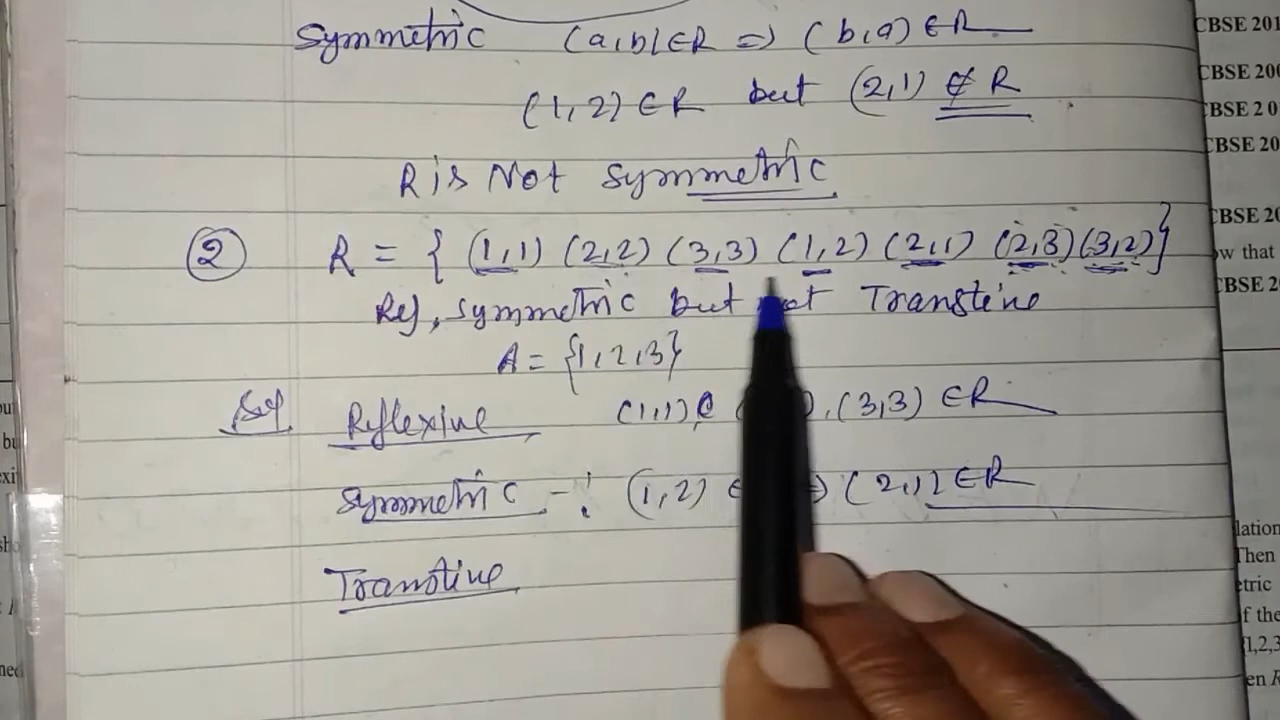 Symmetric (a,b) ∈ R ⇒ (b,a) ∈ R
(1,2) ∈ R but (2,1) ∉ R
R is Not Symmetric
② R = { (1,1) (2,2) (3,3) (1,2) (2,1) (2,3) (3,2) }
Ref, Symmetric but not Transtive
A = {1,2,3}
Sol Reflexive (1,1), , (3,3) ∈ R
Symmetric -: (1,2) ⇒ (2,1) ∈ R
Transtive
CBSE 201
CBSE 200
CBSE 20
CBSE 20
CBSE 20
w that
CBSE 2
lation
Then
etric
f the
1,2,3
en R